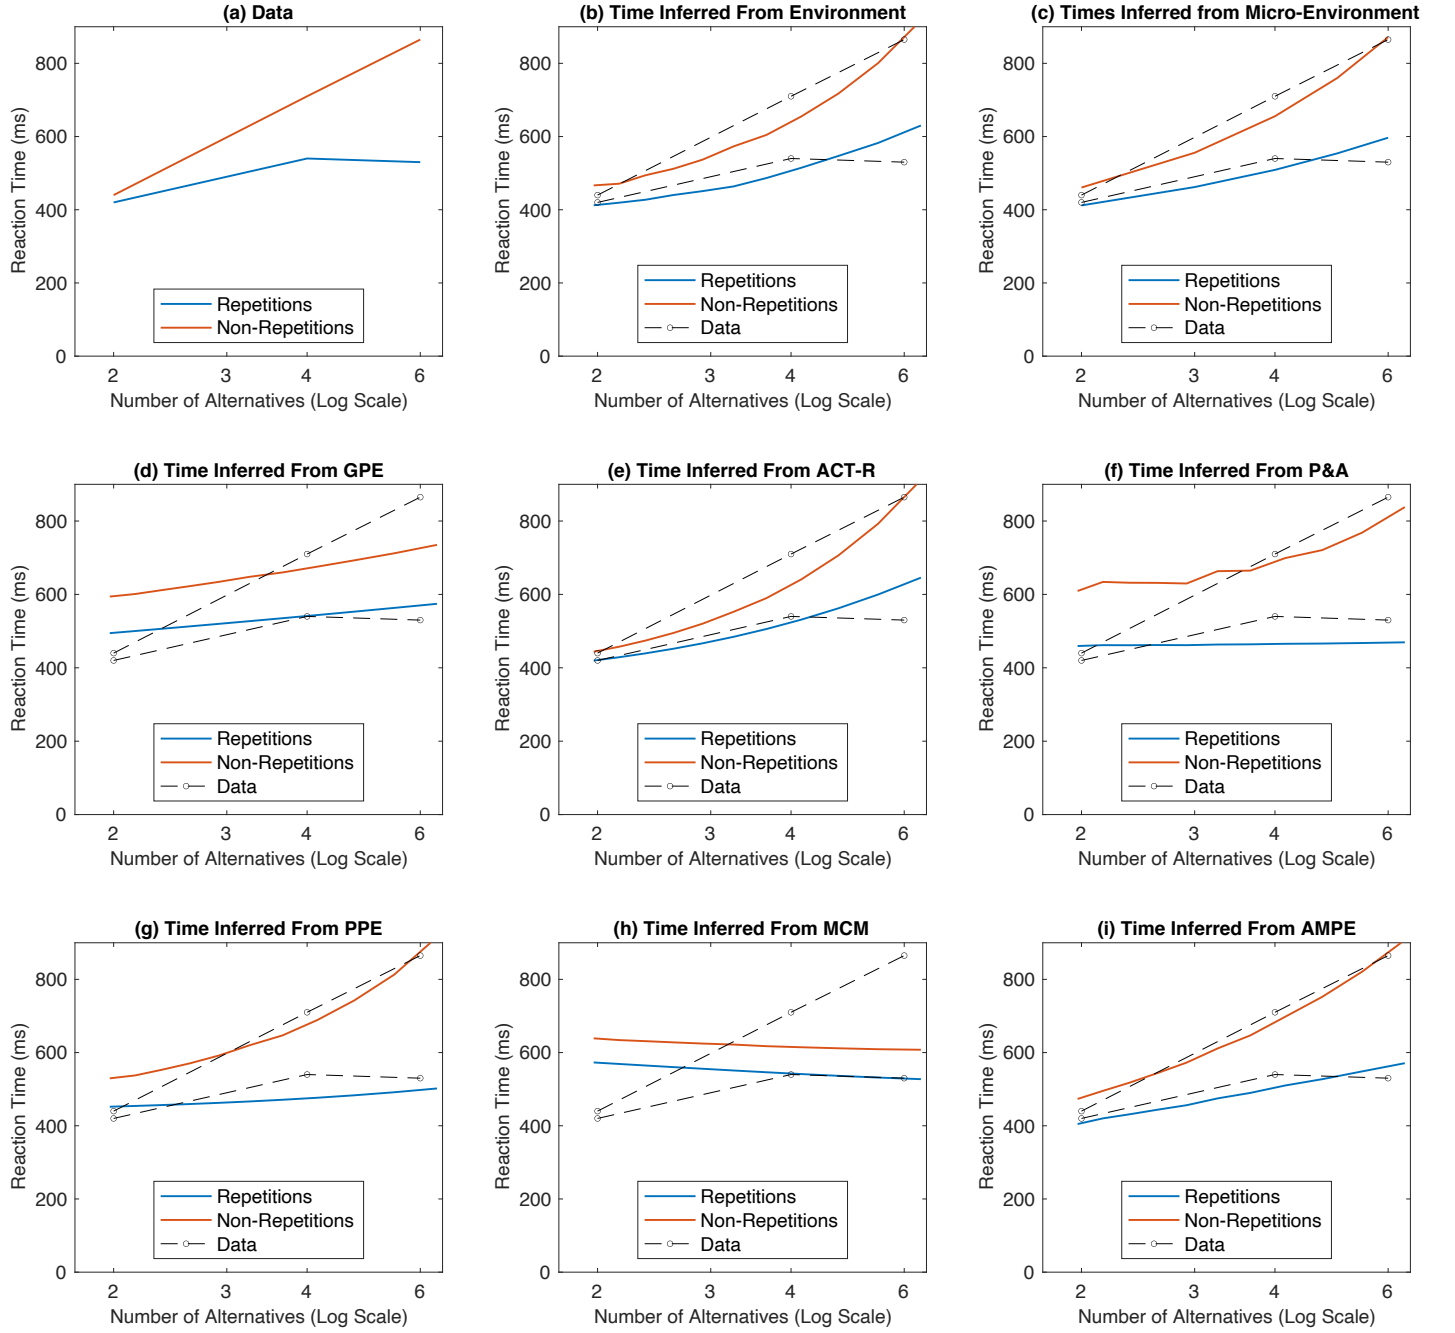 (a) Data
Reaction Time (ms)
800
600
400
200
0
Repetitions
Non-Repetitions
2 3 4 6
Number of Alternatives (Log Scale)
(b) Time Inferred From Environment
Reaction Time (ms)
800
600
400
200
0
Repetitions
Non-Repetitions
Data
2 3 4 6
Number of Alternatives (Log Scale)
(c) Times Inferred from Micro-Environment
Reaction Time (ms)
800
600
400
200
0
Repetitions
Non-Repetitions
Data
2 3 4 6
Number of Alternatives (Log Scale)
(d) Time Inferred From GPE
Reaction Time (ms)
800
600
400
200
0
Repetitions
Non-Repetitions
Data
2 3 4 6
Number of Alternatives (Log Scale)
(e) Time Inferred From ACT-R
Reaction Time (ms)
800
600
400
200
0
Repetitions
Non-Repetitions
Data
2 3 4 6
Number of Alternatives (Log Scale)
(f) Time Inferred From P&A
Reaction Time (ms)
800
600
400
200
0
Repetitions
Non-Repetitions
Data
2 3 4 6
Number of Alternatives (Log Scale)
(g) Time Inferred From PPE
Reaction Time (ms)
800
600
400
200
0
Repetitions
Non-Repetitions
Data
2 3 4 6
Number of Alternatives (Log Scale)
(h) Time Inferred From MCM
Reaction Time (ms)
800
600
400
200
0
Repetitions
Non-Repetitions
Data
2 3 4 6
Number of Alternatives (Log Scale)
(i) Time Inferred From AMPE
Reaction Time (ms)
800
600
400
200
0
Repetitions
Non-Repetitions
Data
2 3 4 6
Number of Alternatives (Log Scale)